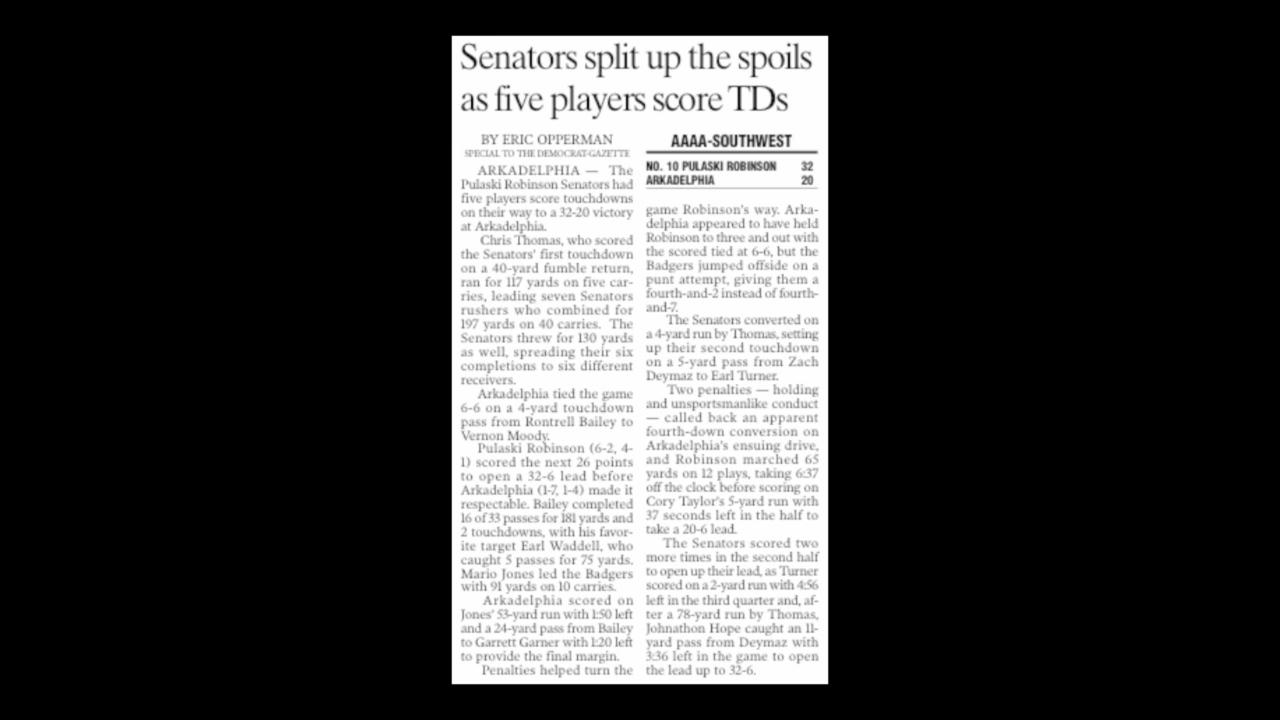 Senators split up the spoils
as five players score TDs
BY ERIC OPPERMAN
SPECIAL TO THE DEMOCRAT-GAZETTE
ARKADELPHIA — The
Pulaski Robinson Senators had
five players score touchdowns
on their way to a 32-20 victory
at Arkadelphia.
Chris Thomas, who scored
the Senators' first touchdown
on a 40-yard fumble return,
ran for 117 yards on five car-
ries, leading seven Senators
rushers who combined for
197 yards on 40 carries. The
Senators threw for 130 yards
as well, spreading their six
completions to six different
receivers.
Arkadelphia tied the game
6-6 on a 4-yard touchdown
pass from Rontrell Bailey to
Vernon Moody.
Pulaski Robinson (6-2, 4-
1) scored the next 26 points
to open a 32-6 lead before
Arkadelphia (1-7, 1-4) made it
respectable. Bailey completed
16 of 33 passes for 181 yards and
2 touchdowns, with his favor-
ite target Earl Waddell, who
caught 5 passes for 75 yards.
Mario Jones led the Badgers
with 91 yards on 10 carries.
Arkadelphia scored on
Jones' 53-yard run with 1:50 left
and a 24-yard pass from Bailey
to Garrett Garner with 1:20 left
to provide the final margin.
Penalties helped turn the
AAAA-SOUTHWEST
NO. 10 PULASKI ROBINSON 32
ARKADELPHIA 20
game Robinson's way. Arka-
delphia appeared to have held
Robinson to three and out with
the scored tied at 6-6, but the
Badgers jumped offside on a
punt attempt, giving them a
fourth-and-2 instead of fourth-
and-7.
The Senators converted on
a 4-yard run by Thomas, setting
up their second touchdown
on a 5-yard pass from Zach
Deymaz to Earl Turner.
Two penalties — holding
and unsportsmanlike conduct
— called back an apparent
fourth-down conversion on
Arkadelphia's ensuing drive,
and Robinson marched 65
yards on 12 plays, taking 6:37
off the clock before scoring on
Cory Taylor's 5-yard run with
37 seconds left in the half to
take a 20-6 lead.
The Senators scored two
more times in the second half
to open up their lead, as Turner
scored on a 2-yard run with 4:56
left in the third quarter and, af-
ter a 78-yard run by Thomas,
Johnathon Hope caught an 11-
yard pass from Deymaz with
3:36 left in the game to open
the lead up to 32-6.